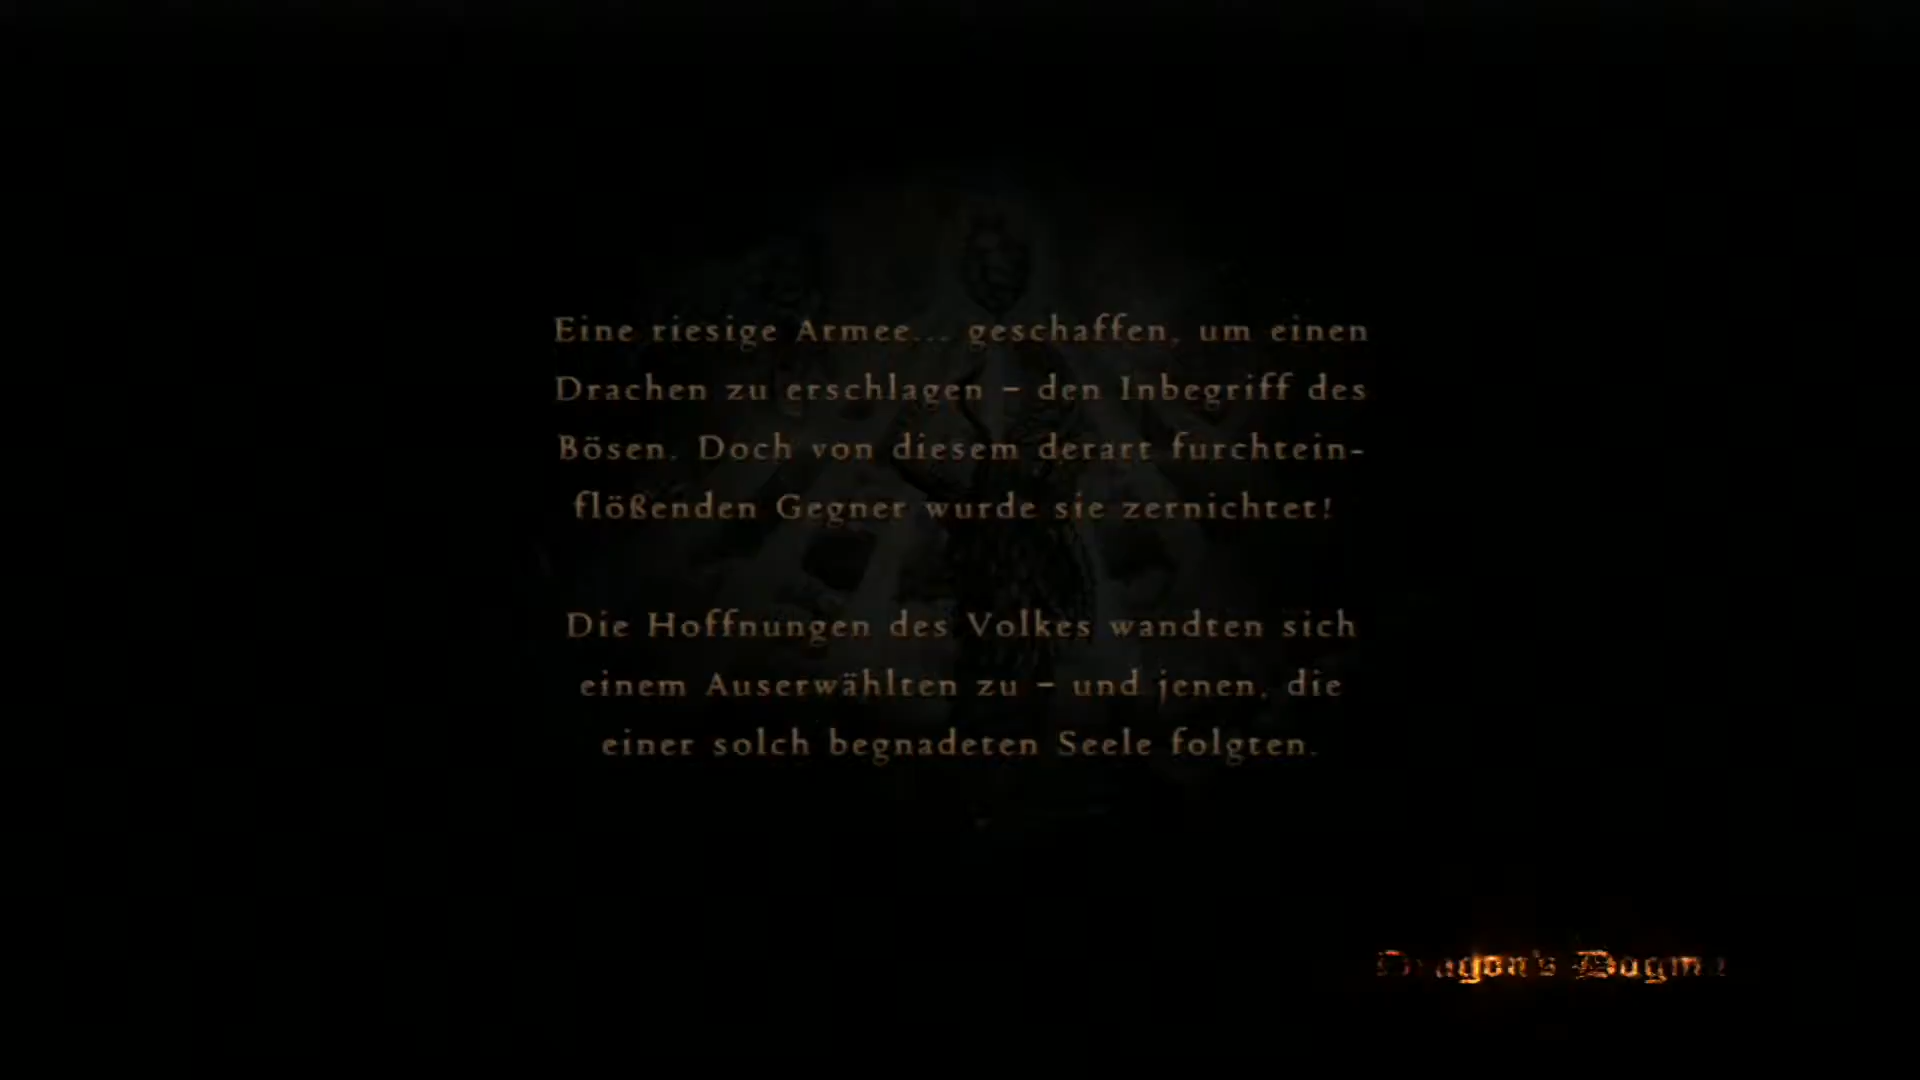 Eine riesige Armee... geschaffen, um einen
Drachen zu erschlagen – den Inbegriff des
Bösen. Doch von diesem derart furchtein-
flößenden Gegner wurde sie zernichtet!
Die Hoffnungen des Volkes wandten sich
einem Auserwählten zu – und jenen, die
einer solch begnadeten Seele folgten.
Dragon's Dogma